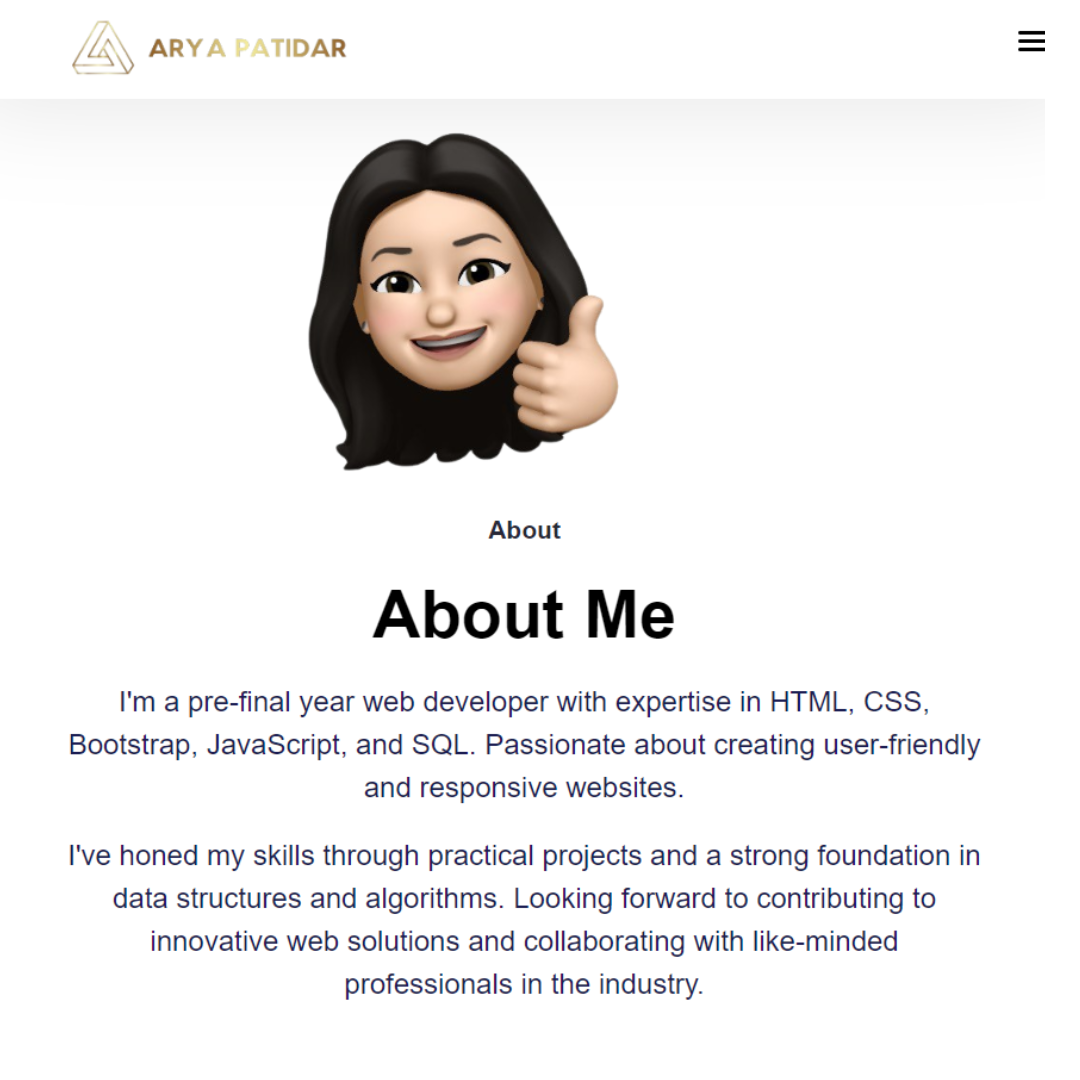 ARYA PATIDAR
About
About Me
I'm a pre-final year web developer with expertise in HTML, CSS,
Bootstrap, JavaScript, and SQL. Passionate about creating user-friendly
and responsive websites.
I've honed my skills through practical projects and a strong foundation in
data structures and algorithms. Looking forward to contributing to
innovative web solutions and collaborating with like-minded
professionals in the industry.